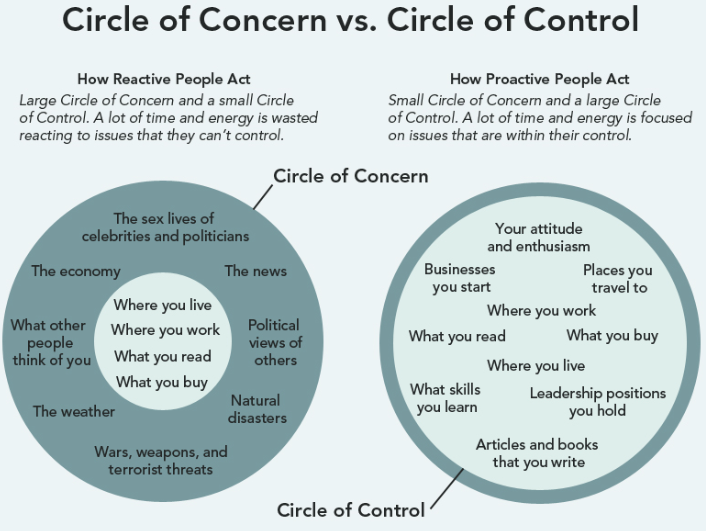 Circle of Concern vs. Circle of Control
How Reactive People Act
Large Circle of Concern and a small Circle
of Control. A lot of time and energy is wasted
reacting to issues that they can't control.
How Proactive People Act
Small Circle of Concern and a large Circle
of Control. A lot of time and energy is focused
on issues that are within their control.
Circle of Concern
The sex lives of
celebrities and politicians
The economy
The news
What other
people
think of you
Where you live
Where you work
What you read
What you buy
Political
views of
others
The weather
Natural
disasters
Wars, weapons, and
terrorist threats
Your attitude
and enthusiasm
Businesses
you start
Places you
travel to
Where you work
What you read
What you buy
Where you live
What skills
you learn
Leadership positions
you hold
Articles and books
that you write
Circle of Control